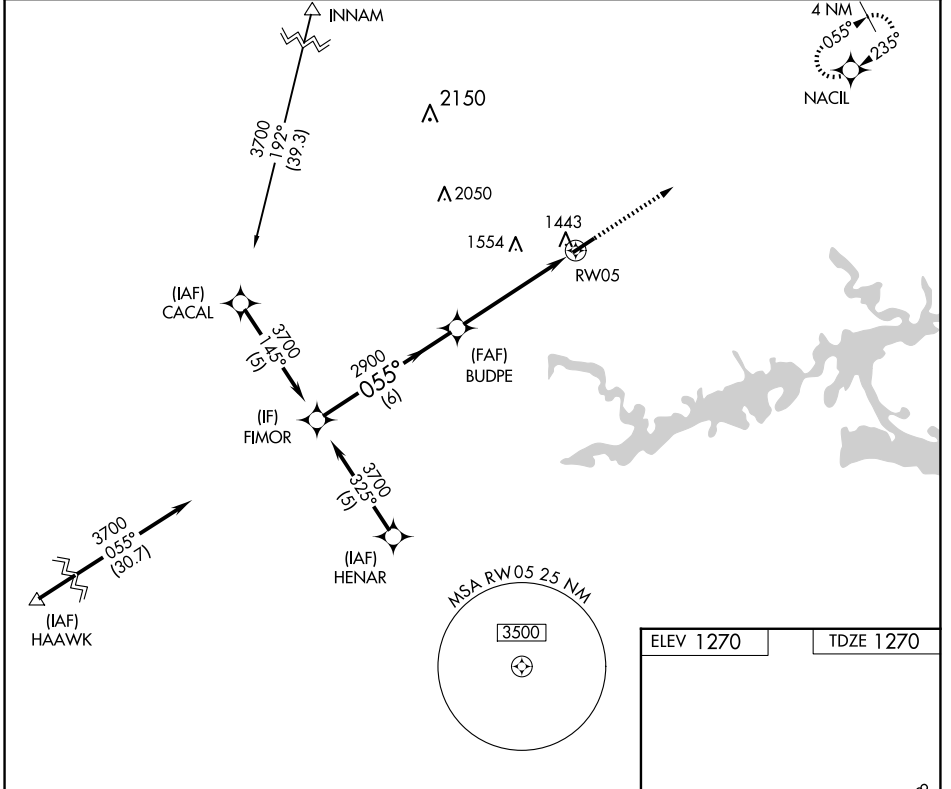 INNAM
4 NM
055°
235°
NACIL
2150
3700
192°
(39.3)
2050
1554
1443
RW05
(IAF)
CACAL
3700
145°
(5)
(FAF)
BUDPE
2900
055°
(6)
(IF)
FIMOR
3700
325°
(5)
3700
055°
(30.7)
(IAF)
HENAR
(IAF)
HAAWK
MSA RW05 25 NM
3500
ELEV 1270
TDZE 1270